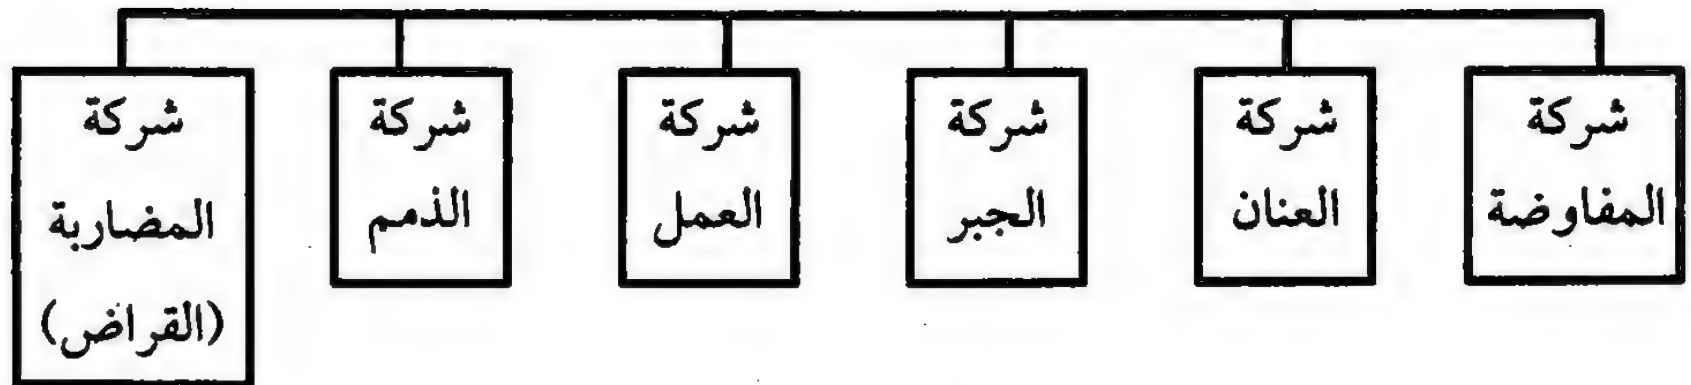 شركة
المفاوضة
شركة
العنان
شركة
الجبر
شركة
العمل
شركة
الذمم
شركة
المضاربة
(القراض)